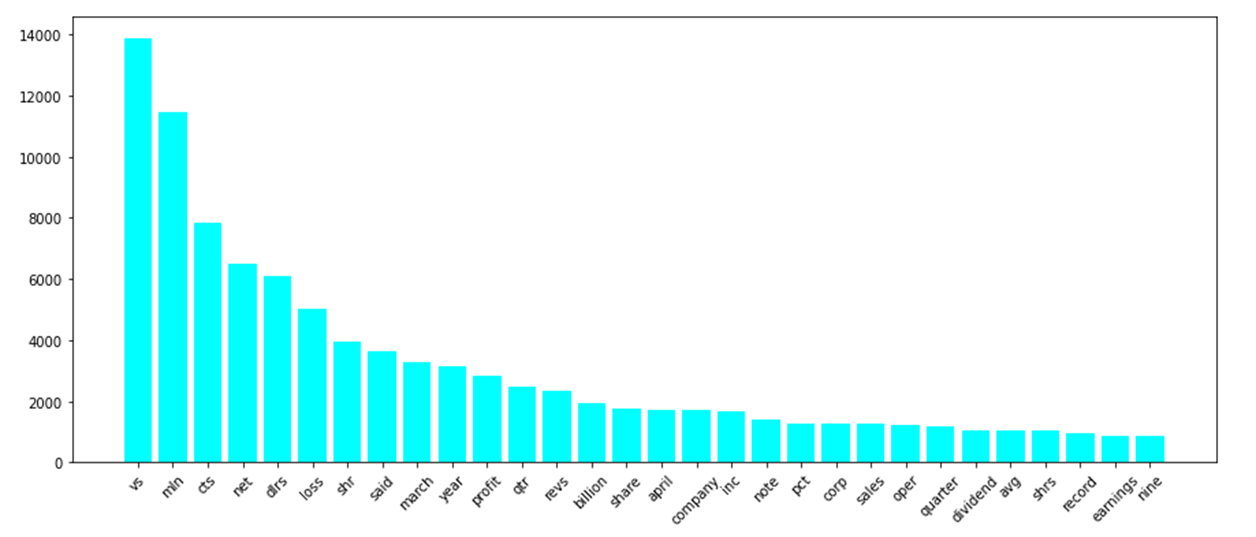 14000
12000
10000
8000
6000
4000
2000
0
vs
mln
cts
net
dlrs
loss
shr
said
march
year
profit
qtr
revs
billion
share
april
company
inc
note
pct
corp
sales
oper
quarter
dividend
avg
shrs
record
earnings
nine